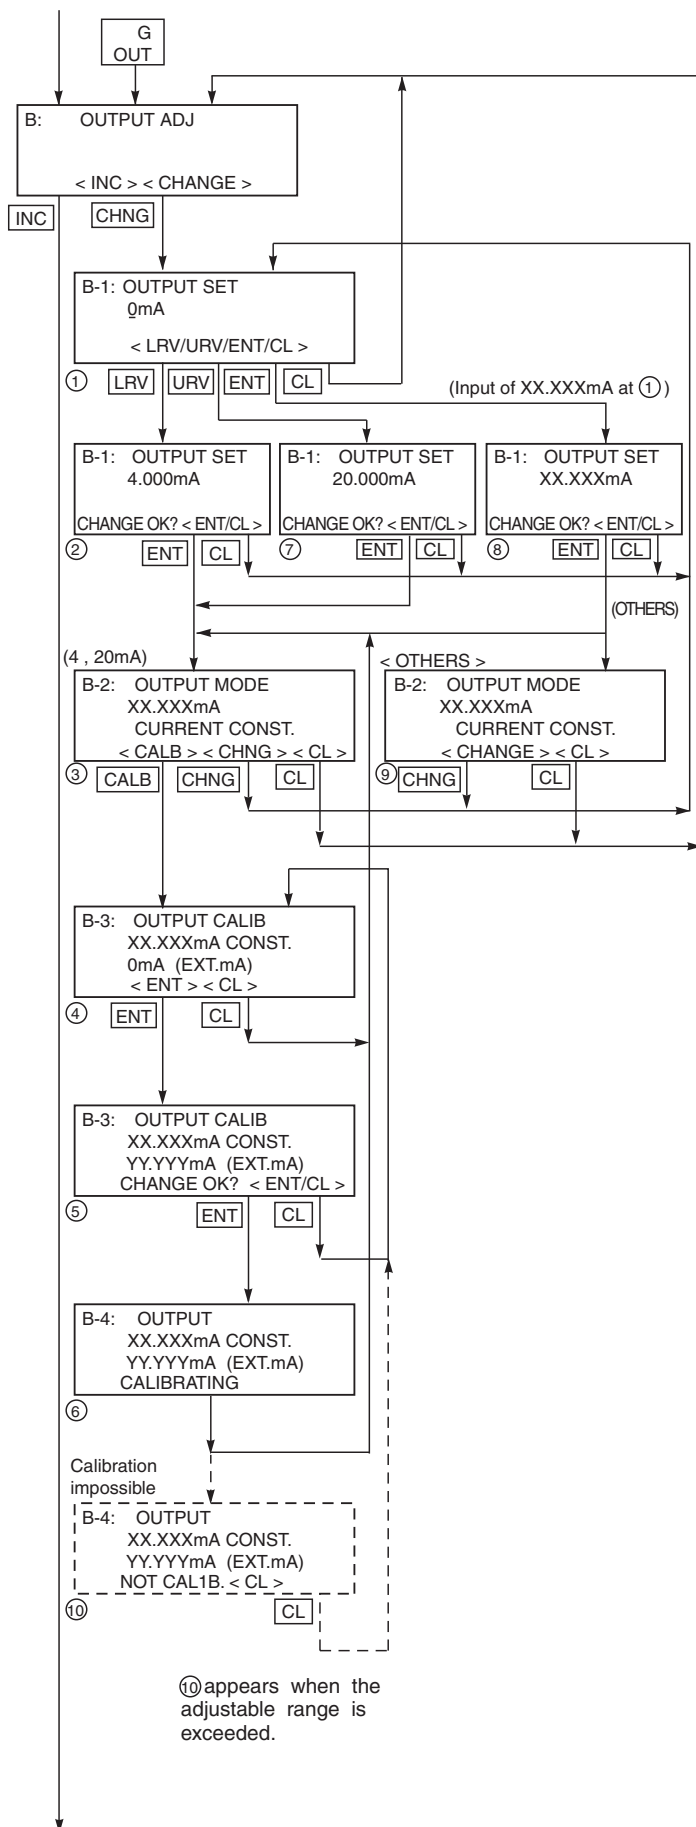 G
OUT
B: OUTPUT ADJ
< INC > < CHANGE >
INC
CHNG
B-1: OUTPUT SET
0mA
< LRV/URV/ENT/CL >
① LRV URV ENT CL
(Input of XX.XXXmA at ① )
B-1: OUTPUT SET
4.000mA
CHANGE OK? < ENT/CL >
② ENT CL
B-1: OUTPUT SET
20.000mA
CHANGE OK? < ENT/CL >
⑦ ENT CL
B-1: OUTPUT SET
XX.XXXmA
CHANGE OK? < ENT/CL >
⑧ ENT CL
(OTHERS)
(4 , 20mA)
B-2: OUTPUT MODE
XX.XXXmA
CURRENT CONST.
< CALB > < CHNG > < CL >
③ CALB CHNG CL
< OTHERS >
B-2: OUTPUT MODE
XX.XXXmA
CURRENT CONST.
< CHANGE > < CL >
⑨ CHNG CL
B-3: OUTPUT CALIB
XX.XXXmA CONST.
0mA (EXT.mA)
< ENT > < CL >
④ ENT CL
B-3: OUTPUT CALIB
XX.XXXmA CONST.
YY.YYYmA (EXT.mA)
CHANGE OK? < ENT/CL >
⑤ ENT CL
B-4: OUTPUT
XX.XXXmA CONST.
YY.YYYmA (EXT.mA)
CALIBRATING
⑥
Calibration
impossible
B-4: OUTPUT
XX.XXXmA CONST.
YY.YYYmA (EXT.mA)
NOT CAL1B. < CL >
⑩ CL
⑩ appears when the
adjustable range is
exceeded.